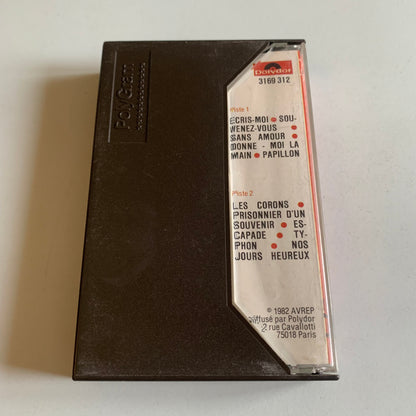 PolyGram
Polydor
3169 312
Piste 1
ECRIS-MOI • SOU-
VENEZ-VOUS •
SANS AMOUR •
DONNE - MOI LA
MAIN • PAPILLON
Piste 2
LES CORONS •
PRISONNIER D'UN
SOUVENIR • ES-
CAPADE • TY-
PHON • NOS
JOURS HEUREUX
℗ 1982 AVREP
Diffusé par Polydor
2 rue Cavallotti
75018 Paris